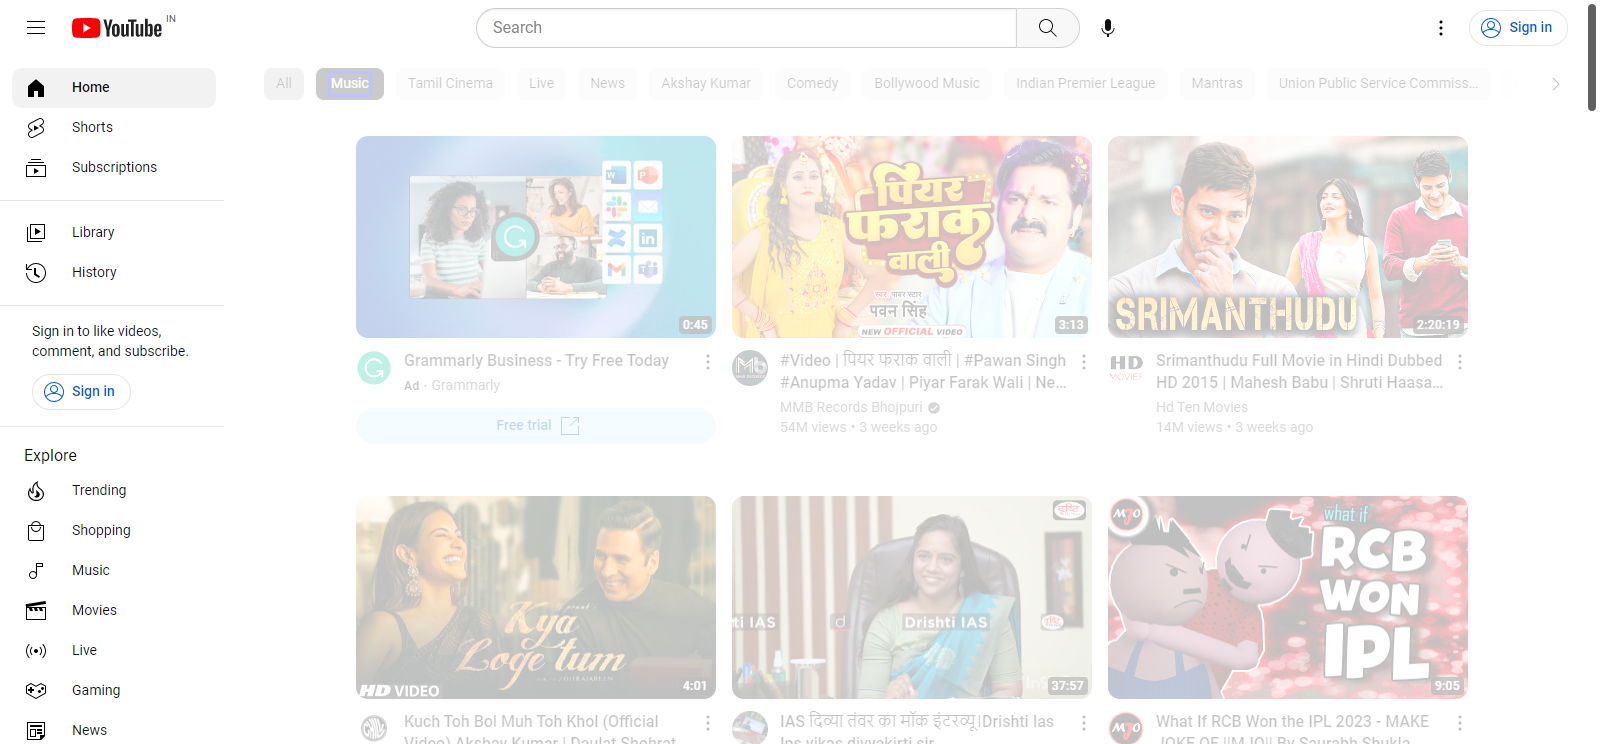 YouTube IN
Search
Sign in
Home
Shorts
Subscriptions
Library
History
Sign in to like videos,
comment, and subscribe.
Sign in
Explore
Trending
Shopping
Music
Movies
Live
Gaming
News
All Music Tamil Cinema Live News Akshay Kumar Comedy Bollywood Music Indian Premier League Mantras Union Public Service Commiss...
0:45
Grammarly Business - Try Free Today
Ad - Grammarly
Free trial
पियर
फराक
वाली
पवन सिंह
NEW OFFICIAL VIDEO
3:13
#Video | पियर फराक वाली | #Pawan Singh
#Anupma Yadav | Piyar Farak Wali | Ne...
MMB Records Bhojpuri
54M views • 3 weeks ago
SRIMANTHUDU
2:20:19
HD
MOVIES
Srimanthudu Full Movie in Hindi Dubbed
HD 2015 | Mahesh Babu | Shruti Haasa...
Hd Ten Movies
14M views • 3 weeks ago
Kya
Loge tum
HD VIDEO
4:01
Kuch Toh Bol Muh Toh Khol (Official
Video) Akshay Kumar | Daulat Shohrat
दृष्टि
ti IAS
d
Drishti IAS
37:57
IAS दिव्या तंवर का मॉक इंटरव्यू।Drishti Ias
Ips vikas divyakirti sir
MJO
what if
RCB
WON
IPL
9:05
MJO
What If RCB Won the IPL 2023 - MAKE
JOKE OF ||MJO|| By Saurabh Shukla